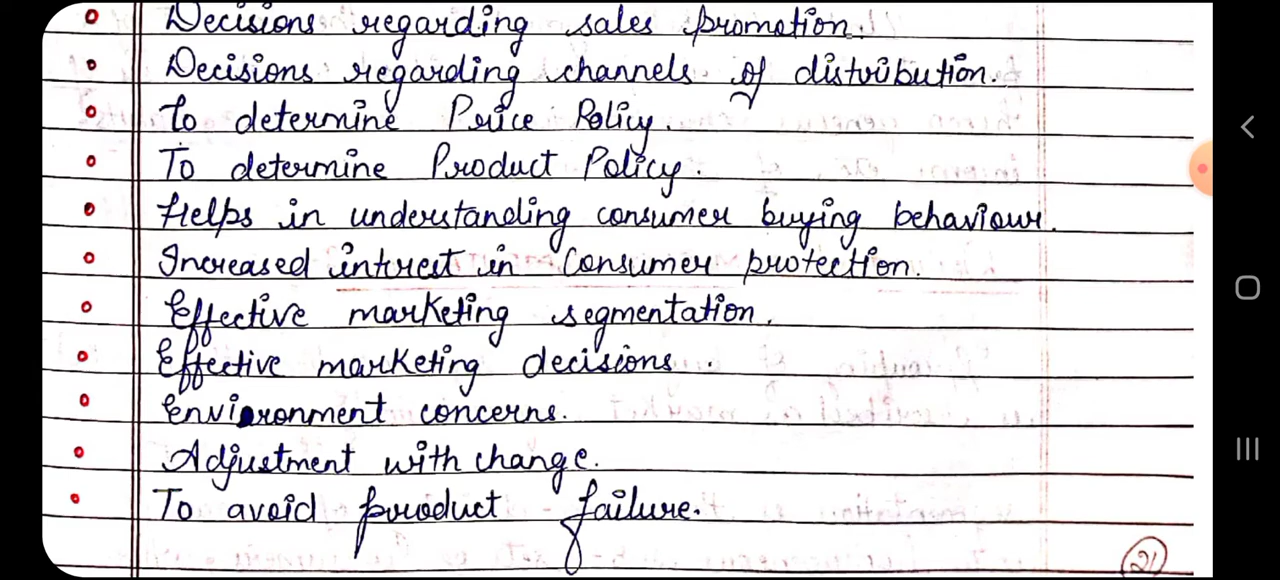 Decisions regarding sales promotion.
Decisions regarding channels of distribution.
To determine Price Policy.
To determine Product Policy.
Helps in understanding consumer buying behaviour.
Increased interest in Consumer protection.
Effective marketing segmentation.
Effective marketing decisions.
Environment concerns.
Adjustment with change.
To avoid product failure.
21